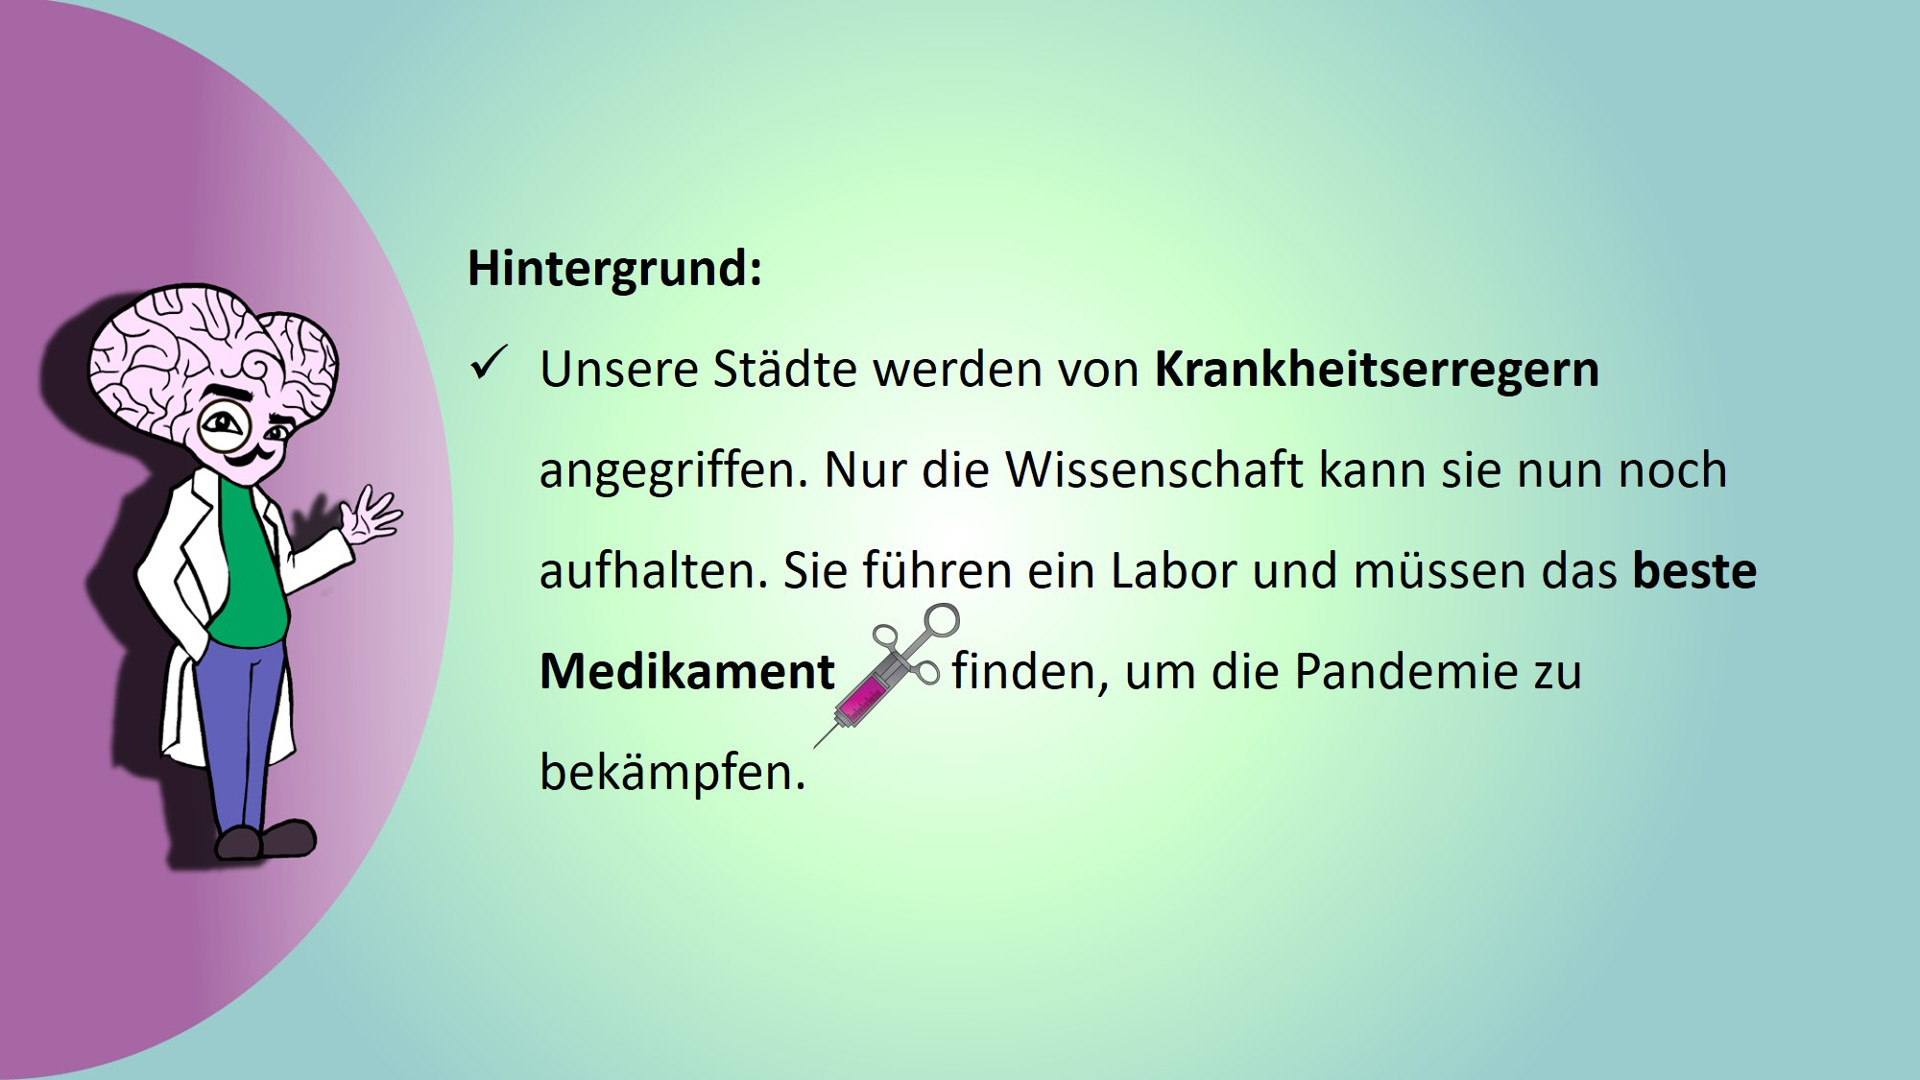 Hintergrund:
✓ Unsere Städte werden von Krankheitserregern
angegriffen. Nur die Wissenschaft kann sie nun noch
aufhalten. Sie führen ein Labor und müssen das beste
Medikament finden, um die Pandemie zu
bekämpfen.